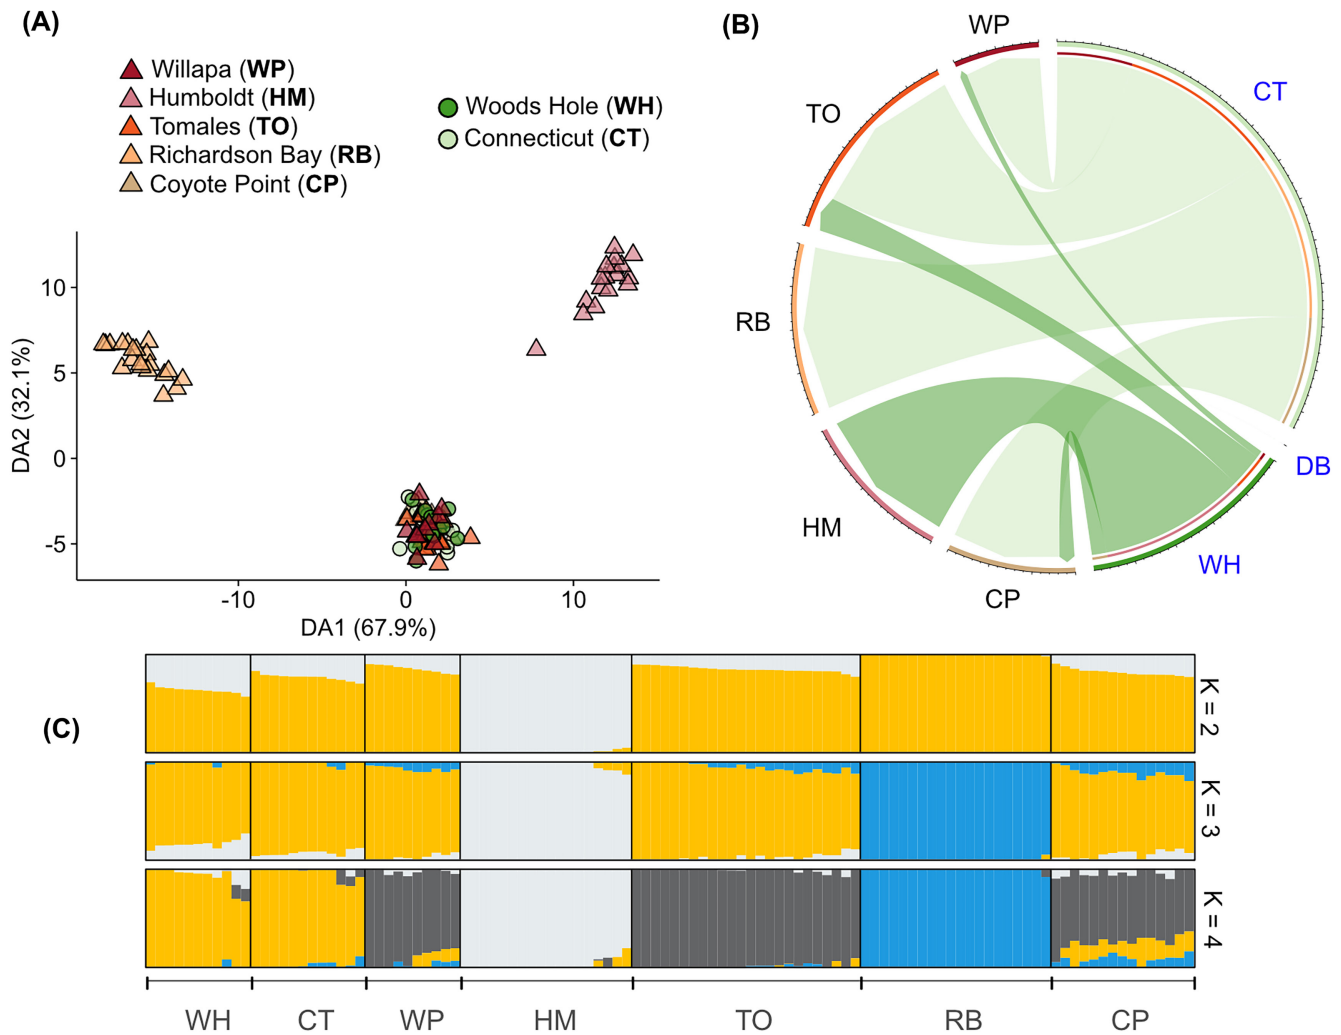 (A)
Willapa (WP)
Humboldt (HM)
Tomales (TO)
Richardson Bay (RB)
Coyote Point (CP)
Woods Hole (WH)
Connecticut (CT)
10
5
0
-5
DA2 (32.1%)
-10
0
10
DA1 (67.9%)
(B)
WP
CT
TO
RB
DB
HM
WH
CP
(C)
K = 2
K = 3
K = 4
WH
CT
WP
HM
TO
RB
CP